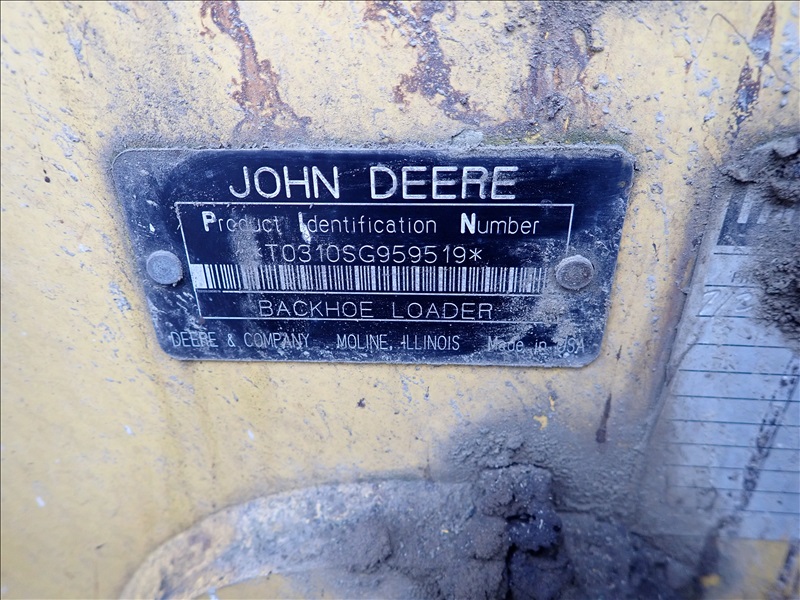 JOHN DEERE
Product Identification Number
*T0310SG959519*
BACKHOE LOADER
DEERE & COMPANY MOLINE, ILLINOIS Made in USA